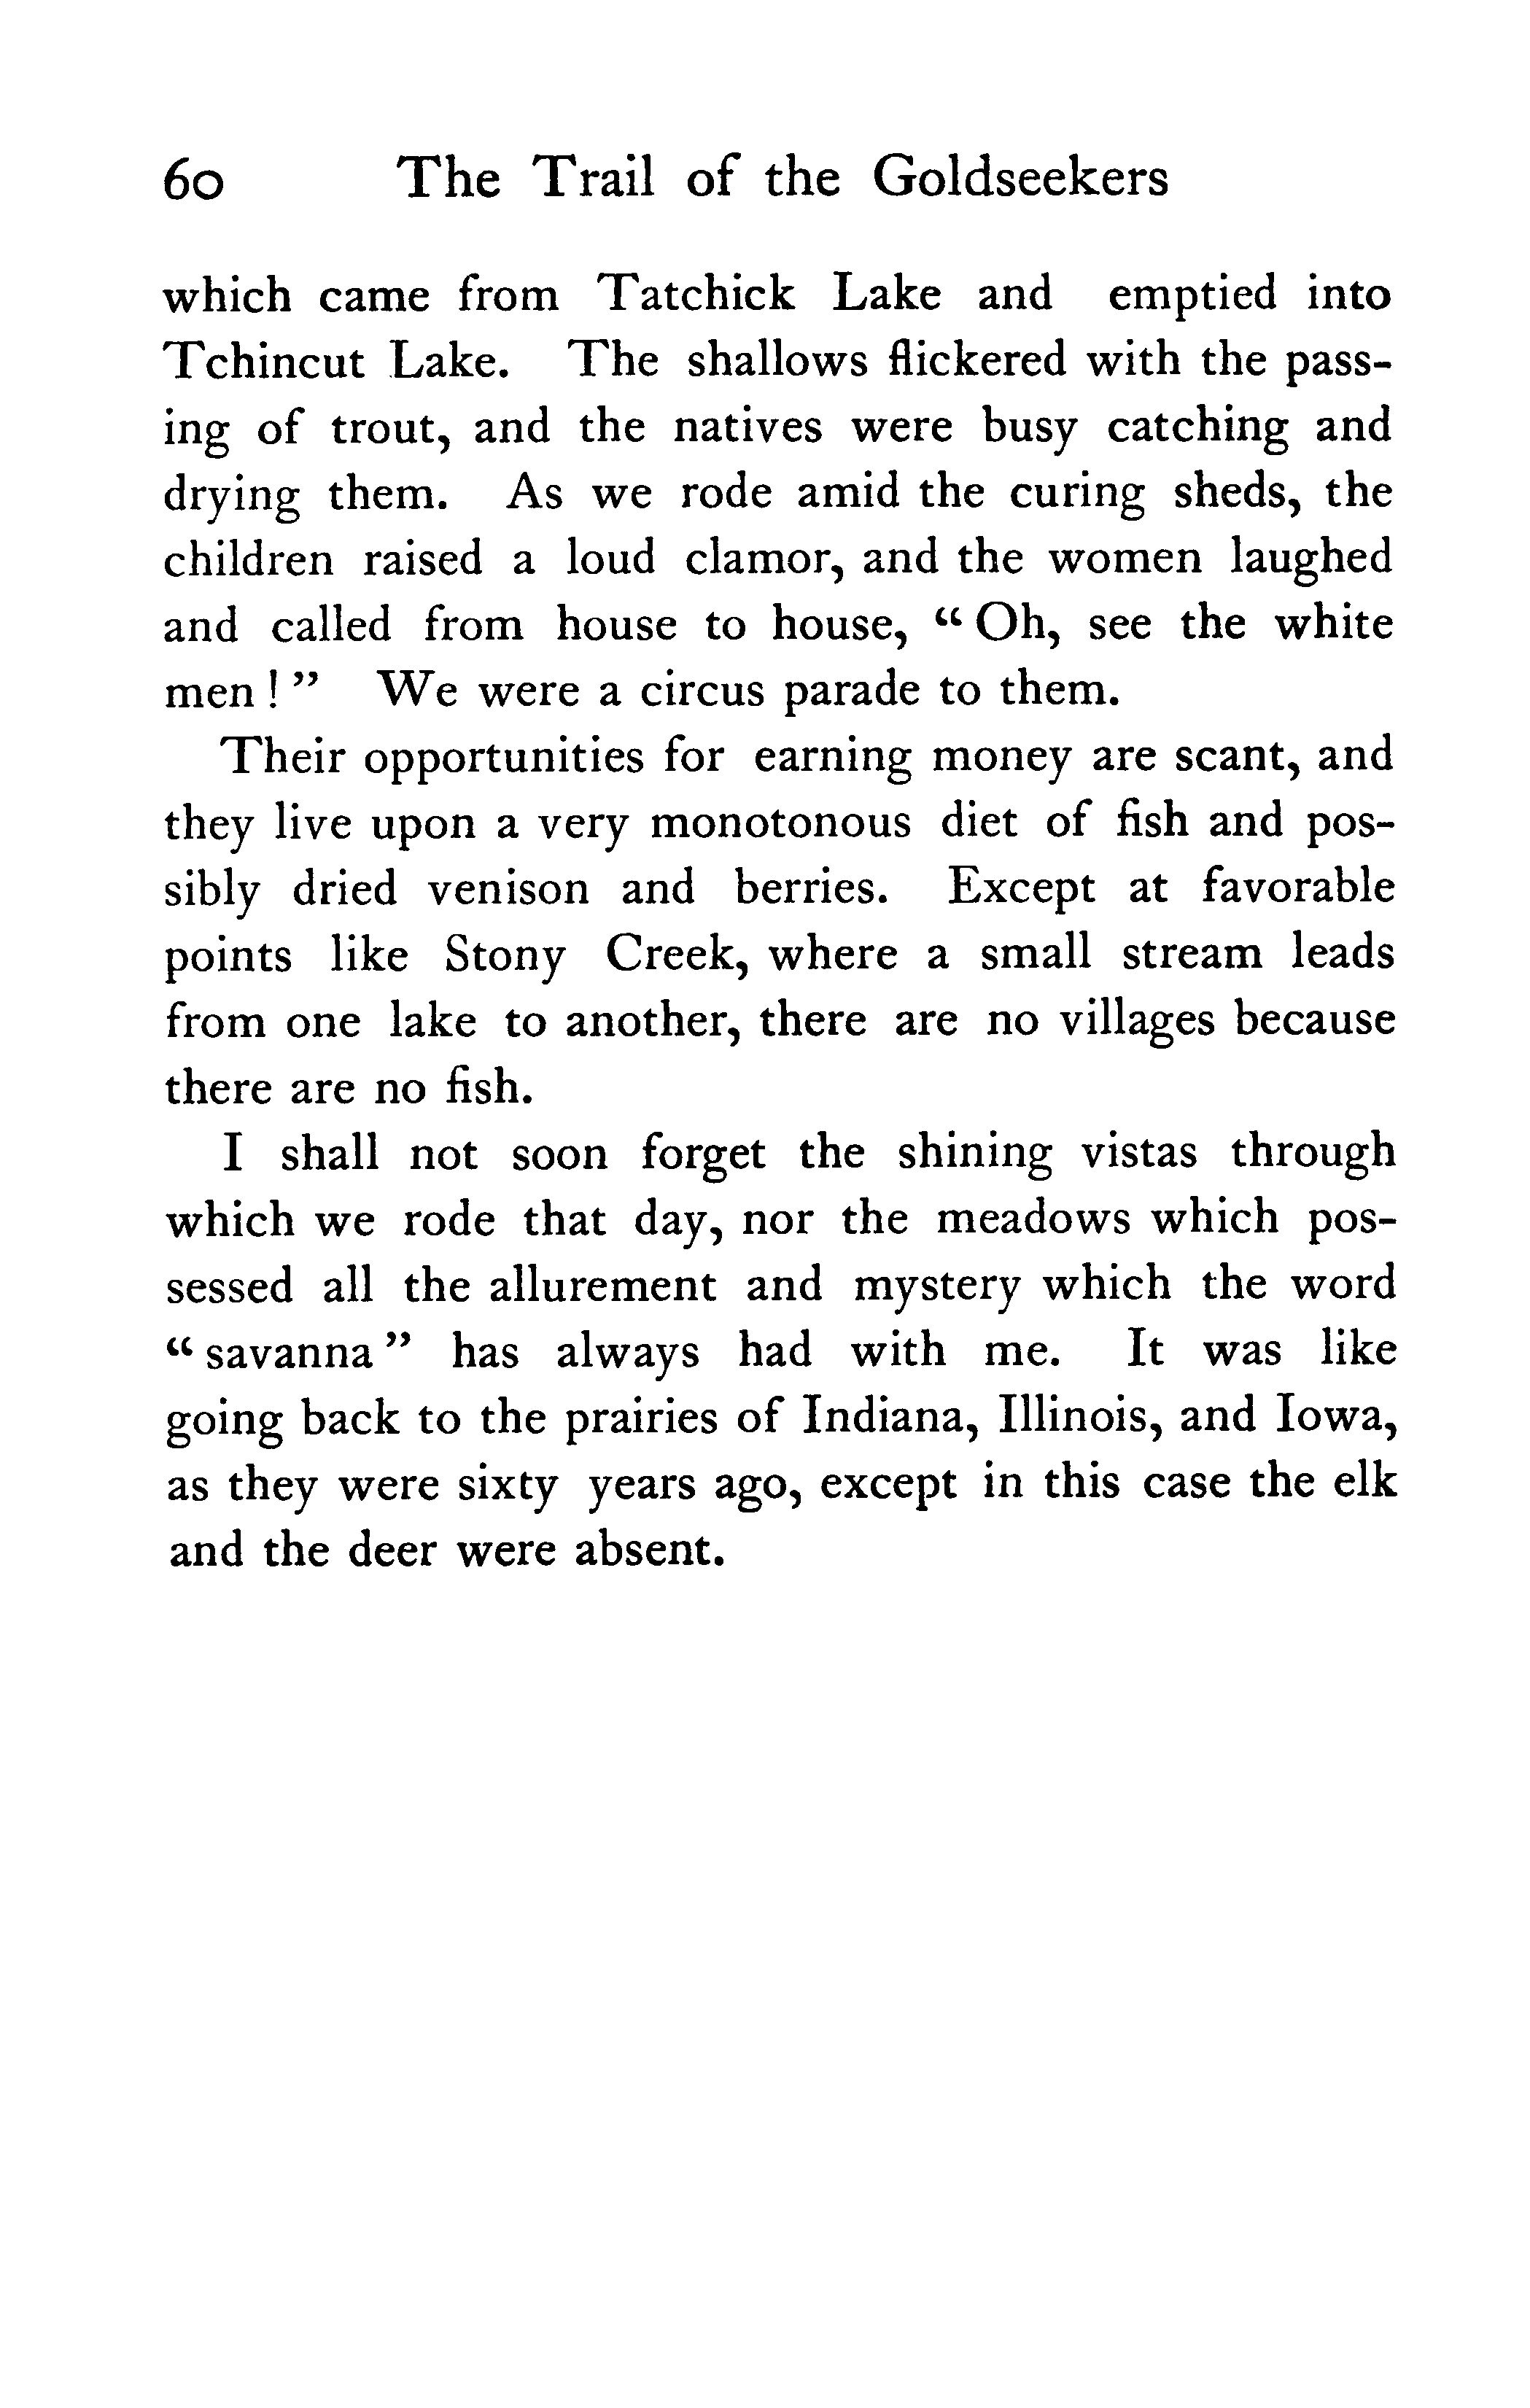 60 The Trail of the Goldseekers
which came from Tatchick Lake and emptied into
Tchincut Lake. The shallows flickered with the pass-
ing of trout, and the natives were busy catching and
drying them. As we rode amid the curing sheds, the
children raised a loud clamor, and the women laughed
and called from house to house, “ Oh, see the white
men ! ” We were a circus parade to them.
Their opportunities for earning money are scant, and
they live upon a very monotonous diet of fish and pos-
sibly dried venison and berries. Except at favorable
points like Stony Creek, where a small stream leads
from one lake to another, there are no villages because
there are no fish.
I shall not soon forget the shining vistas through
which we rode that day, nor the meadows which pos-
sessed all the allurement and mystery which the word
“ savanna ” has always had with me. It was like
going back to the prairies of Indiana, Illinois, and Iowa,
as they were sixty years ago, except in this case the elk
and the deer were absent.